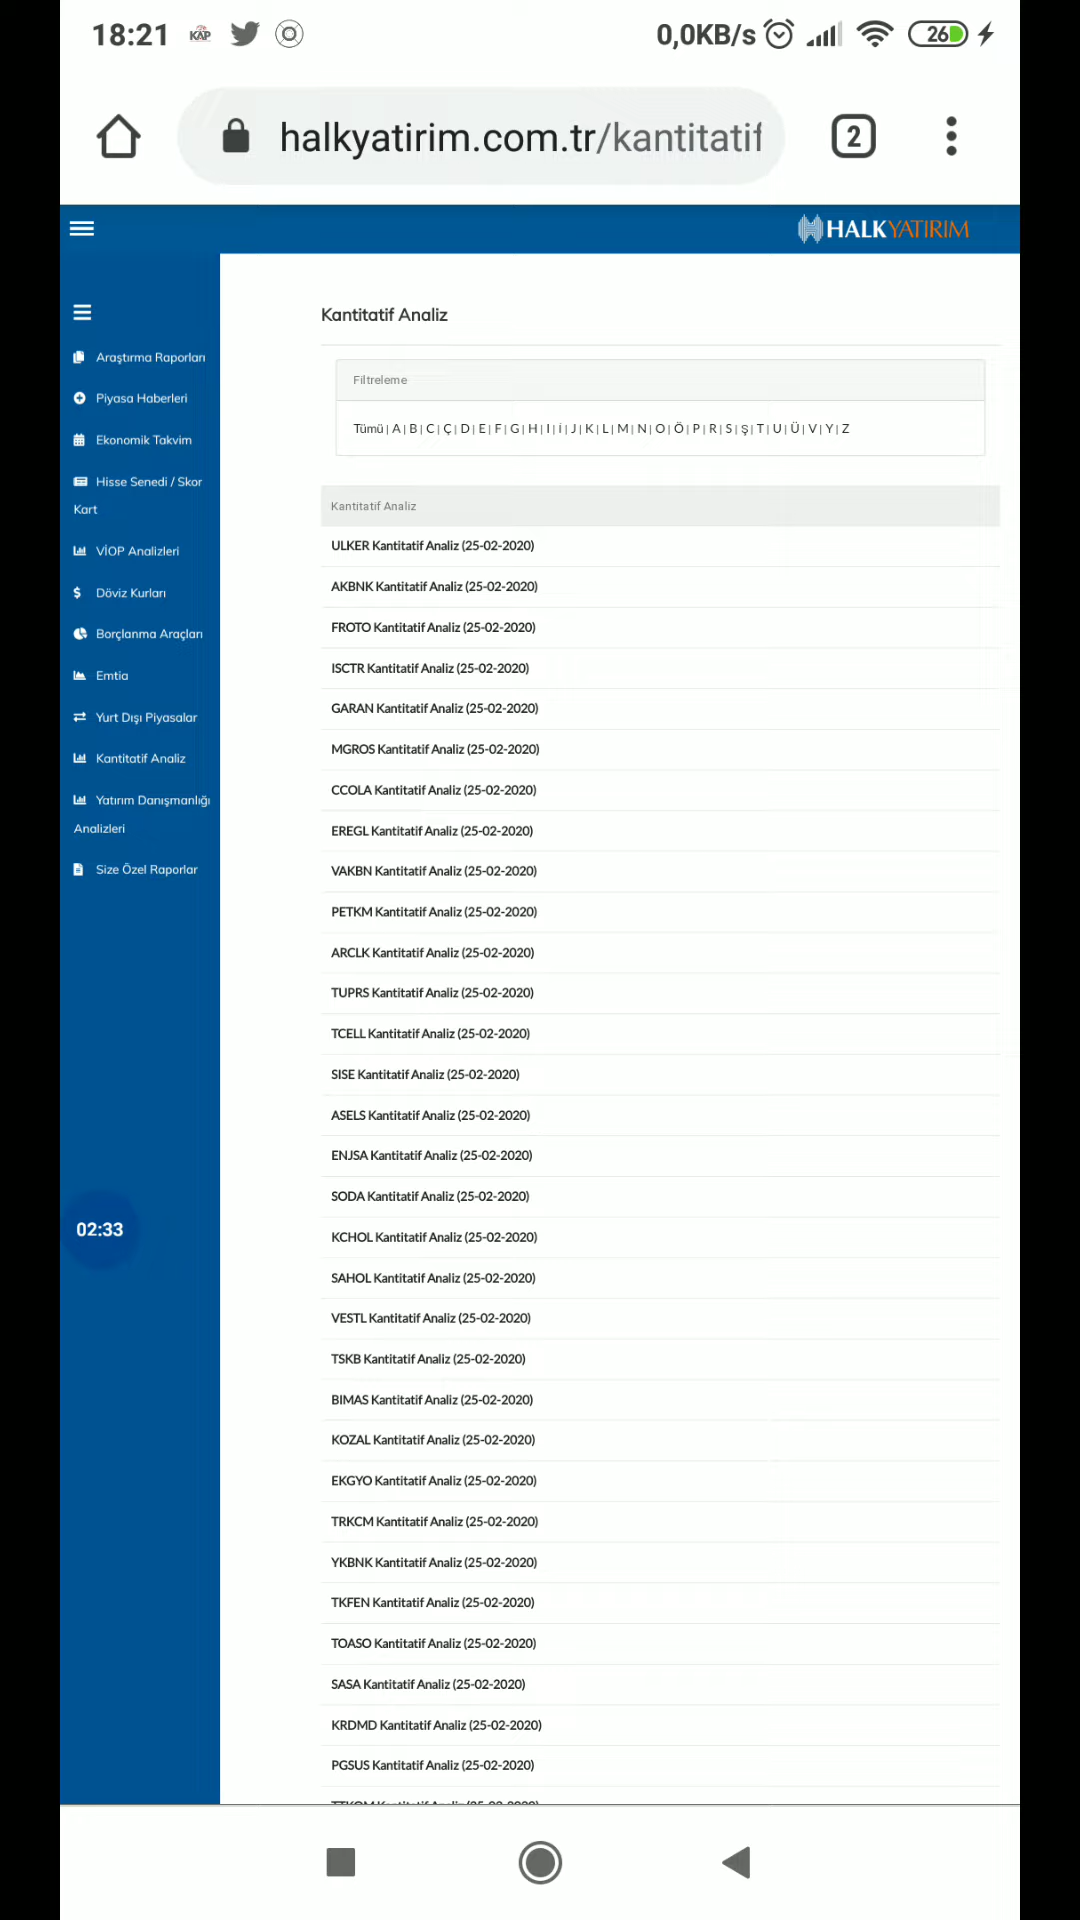 18:21 KAP 0,0KB/s 26
halkyatirim.com.tr/kantitatif 2
HALKYATIRIM
Araştırma Raporları
Piyasa Haberleri
Ekonomik Takvim
Hisse Senedi / Skor
Kart
VİOP Analizleri
Döviz Kurları
Borçlanma Araçları
Emtia
Yurt Dışı Piyasalar
Kantitatif Analiz
Yatırım Danışmanlığı
Analizleri
Size Özel Raporlar
02:33
Kantitatif Analiz
Filtreleme
Tümü | A | B | C | Ç | D | E | F | G | H | I | İ | J | K | L | M | N | O | Ö | P | R | S | Ş | T | U | Ü | V | Y | Z
Kantitatif Analiz
ULKER Kantitatif Analiz (25-02-2020)
AKBNK Kantitatif Analiz (25-02-2020)
FROTO Kantitatif Analiz (25-02-2020)
ISCTR Kantitatif Analiz (25-02-2020)
GARAN Kantitatif Analiz (25-02-2020)
MGROS Kantitatif Analiz (25-02-2020)
CCOLA Kantitatif Analiz (25-02-2020)
EREGL Kantitatif Analiz (25-02-2020)
VAKBN Kantitatif Analiz (25-02-2020)
PETKM Kantitatif Analiz (25-02-2020)
ARCLK Kantitatif Analiz (25-02-2020)
TUPRS Kantitatif Analiz (25-02-2020)
TCELL Kantitatif Analiz (25-02-2020)
SISE Kantitatif Analiz (25-02-2020)
ASELS Kantitatif Analiz (25-02-2020)
ENJSA Kantitatif Analiz (25-02-2020)
SODA Kantitatif Analiz (25-02-2020)
KCHOL Kantitatif Analiz (25-02-2020)
SAHOL Kantitatif Analiz (25-02-2020)
VESTL Kantitatif Analiz (25-02-2020)
TSKB Kantitatif Analiz (25-02-2020)
BIMAS Kantitatif Analiz (25-02-2020)
KOZAL Kantitatif Analiz (25-02-2020)
EKGYO Kantitatif Analiz (25-02-2020)
TRKCM Kantitatif Analiz (25-02-2020)
YKBNK Kantitatif Analiz (25-02-2020)
TKFEN Kantitatif Analiz (25-02-2020)
TOASO Kantitatif Analiz (25-02-2020)
SASA Kantitatif Analiz (25-02-2020)
KRDMD Kantitatif Analiz (25-02-2020)
PGSUS Kantitatif Analiz (25-02-2020)